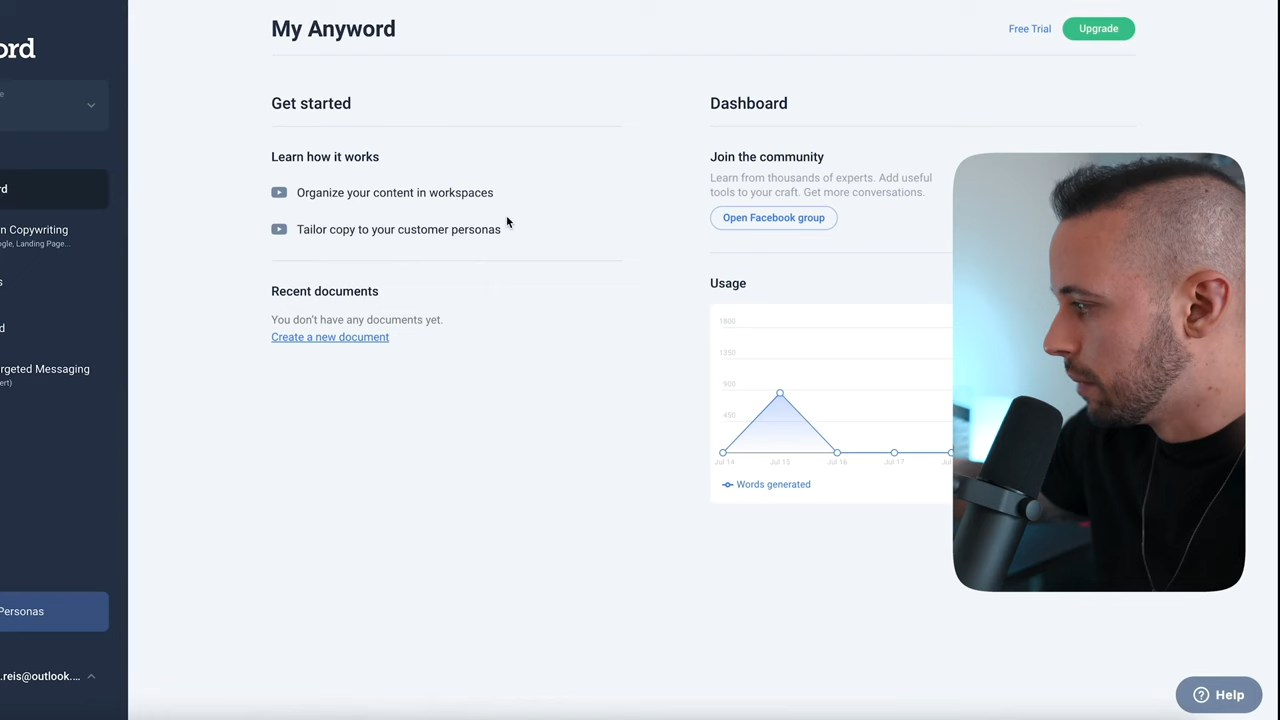 ord
e
rd
n Copywriting
gle, Landing Page...
s
d
rgeted Messaging
ert)
Personas
.reis@outlook....
My Anyword
Free Trial
Upgrade
Get started
Learn how it works
Organize your content in workspaces
Tailor copy to your customer personas
Recent documents
You don't have any documents yet.
Create a new document
Dashboard
Join the community
Learn from thousands of experts. Add useful
tools to your craft. Get more conversations.
Open Facebook group
Usage
1800
1350
900
450
Jul 14
Jul 15
Jul 16
Jul 17
Jul
Words generated
Help